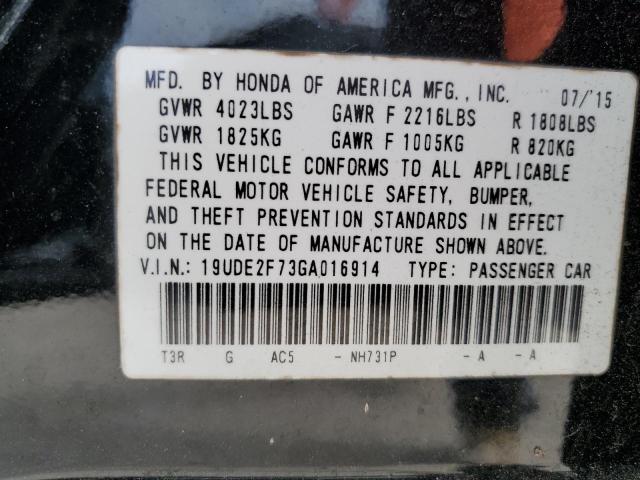 MFD. BY HONDA OF AMERICA MFG., INC. 07/'15
GVWR 4023LBS GAWR F 2216LBS R 1808LBS
GVWR 1825KG GAWR F 1005KG R 820KG
THIS VEHICLE CONFORMS TO ALL APPLICABLE
FEDERAL MOTOR VEHICLE SAFETY, BUMPER,
AND THEFT PREVENTION STANDARDS IN EFFECT
ON THE DATE OF MANUFACTURE SHOWN ABOVE.
V.I.N.: 19UDE2F73GA016914 TYPE: PASSENGER CAR
T3R G AC5 - NH731P - A - A